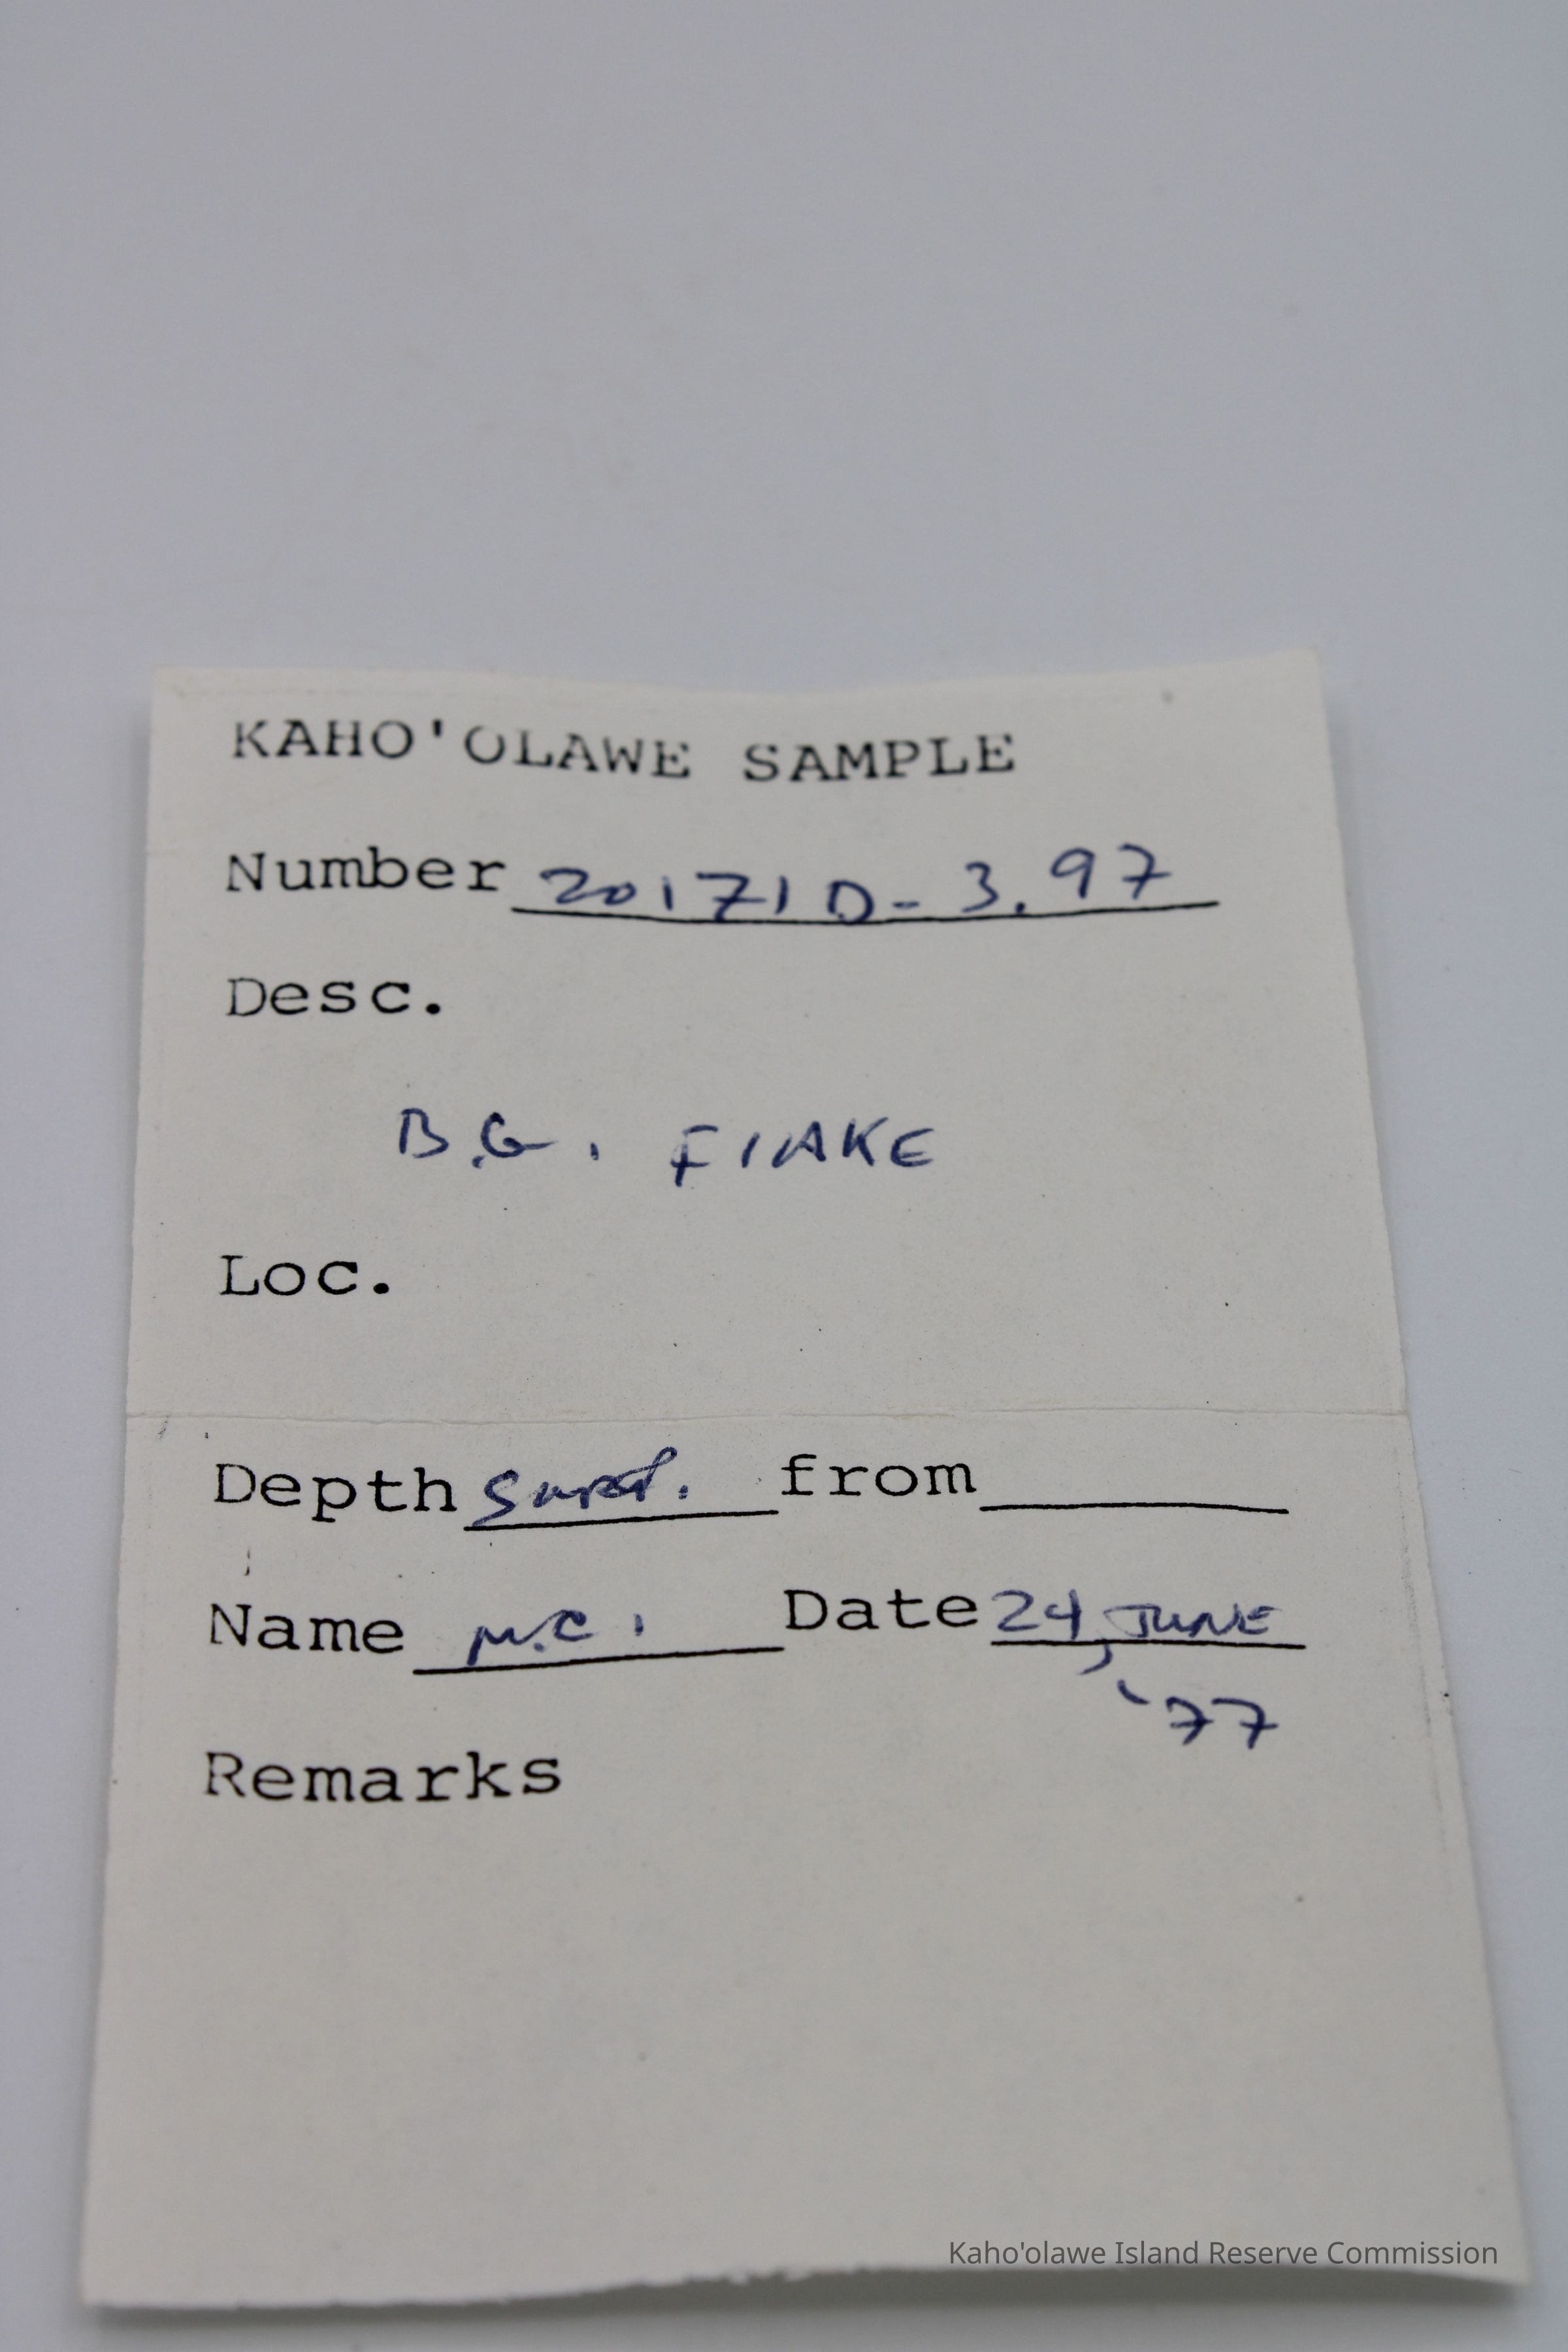 KAHO'OLAWE SAMPLE
Number 20171D-3.97
Desc.
B.G. FlAKE
Loc.
Depth Surf. from
Name M.C. Date 24 JUNE,
'77
Remarks
Kaho'olawe Island Reserve Commission